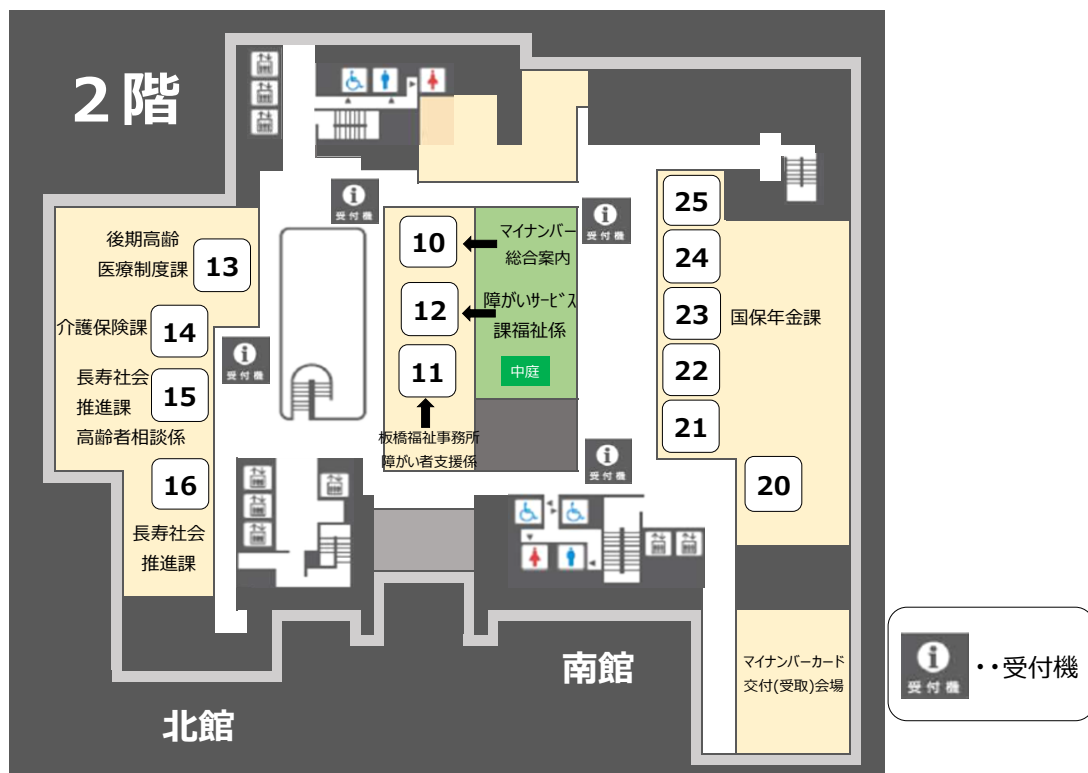 2階
受付機
受付機
後期高齢
医療制度課
13
10
マイナンバー
総合案内
25
24
介護保険課
14
12
障がいサービス
課福祉係
23
国保年金課
受付機
長寿社会
推進課
高齢者相談係
15
11
中庭
22
21
板橋福祉事務所
障がい者支援係
受付機
16
長寿社会
推進課
20
マイナンバーカード
交付(受取)会場
南館
北館
受付機
・・受付機